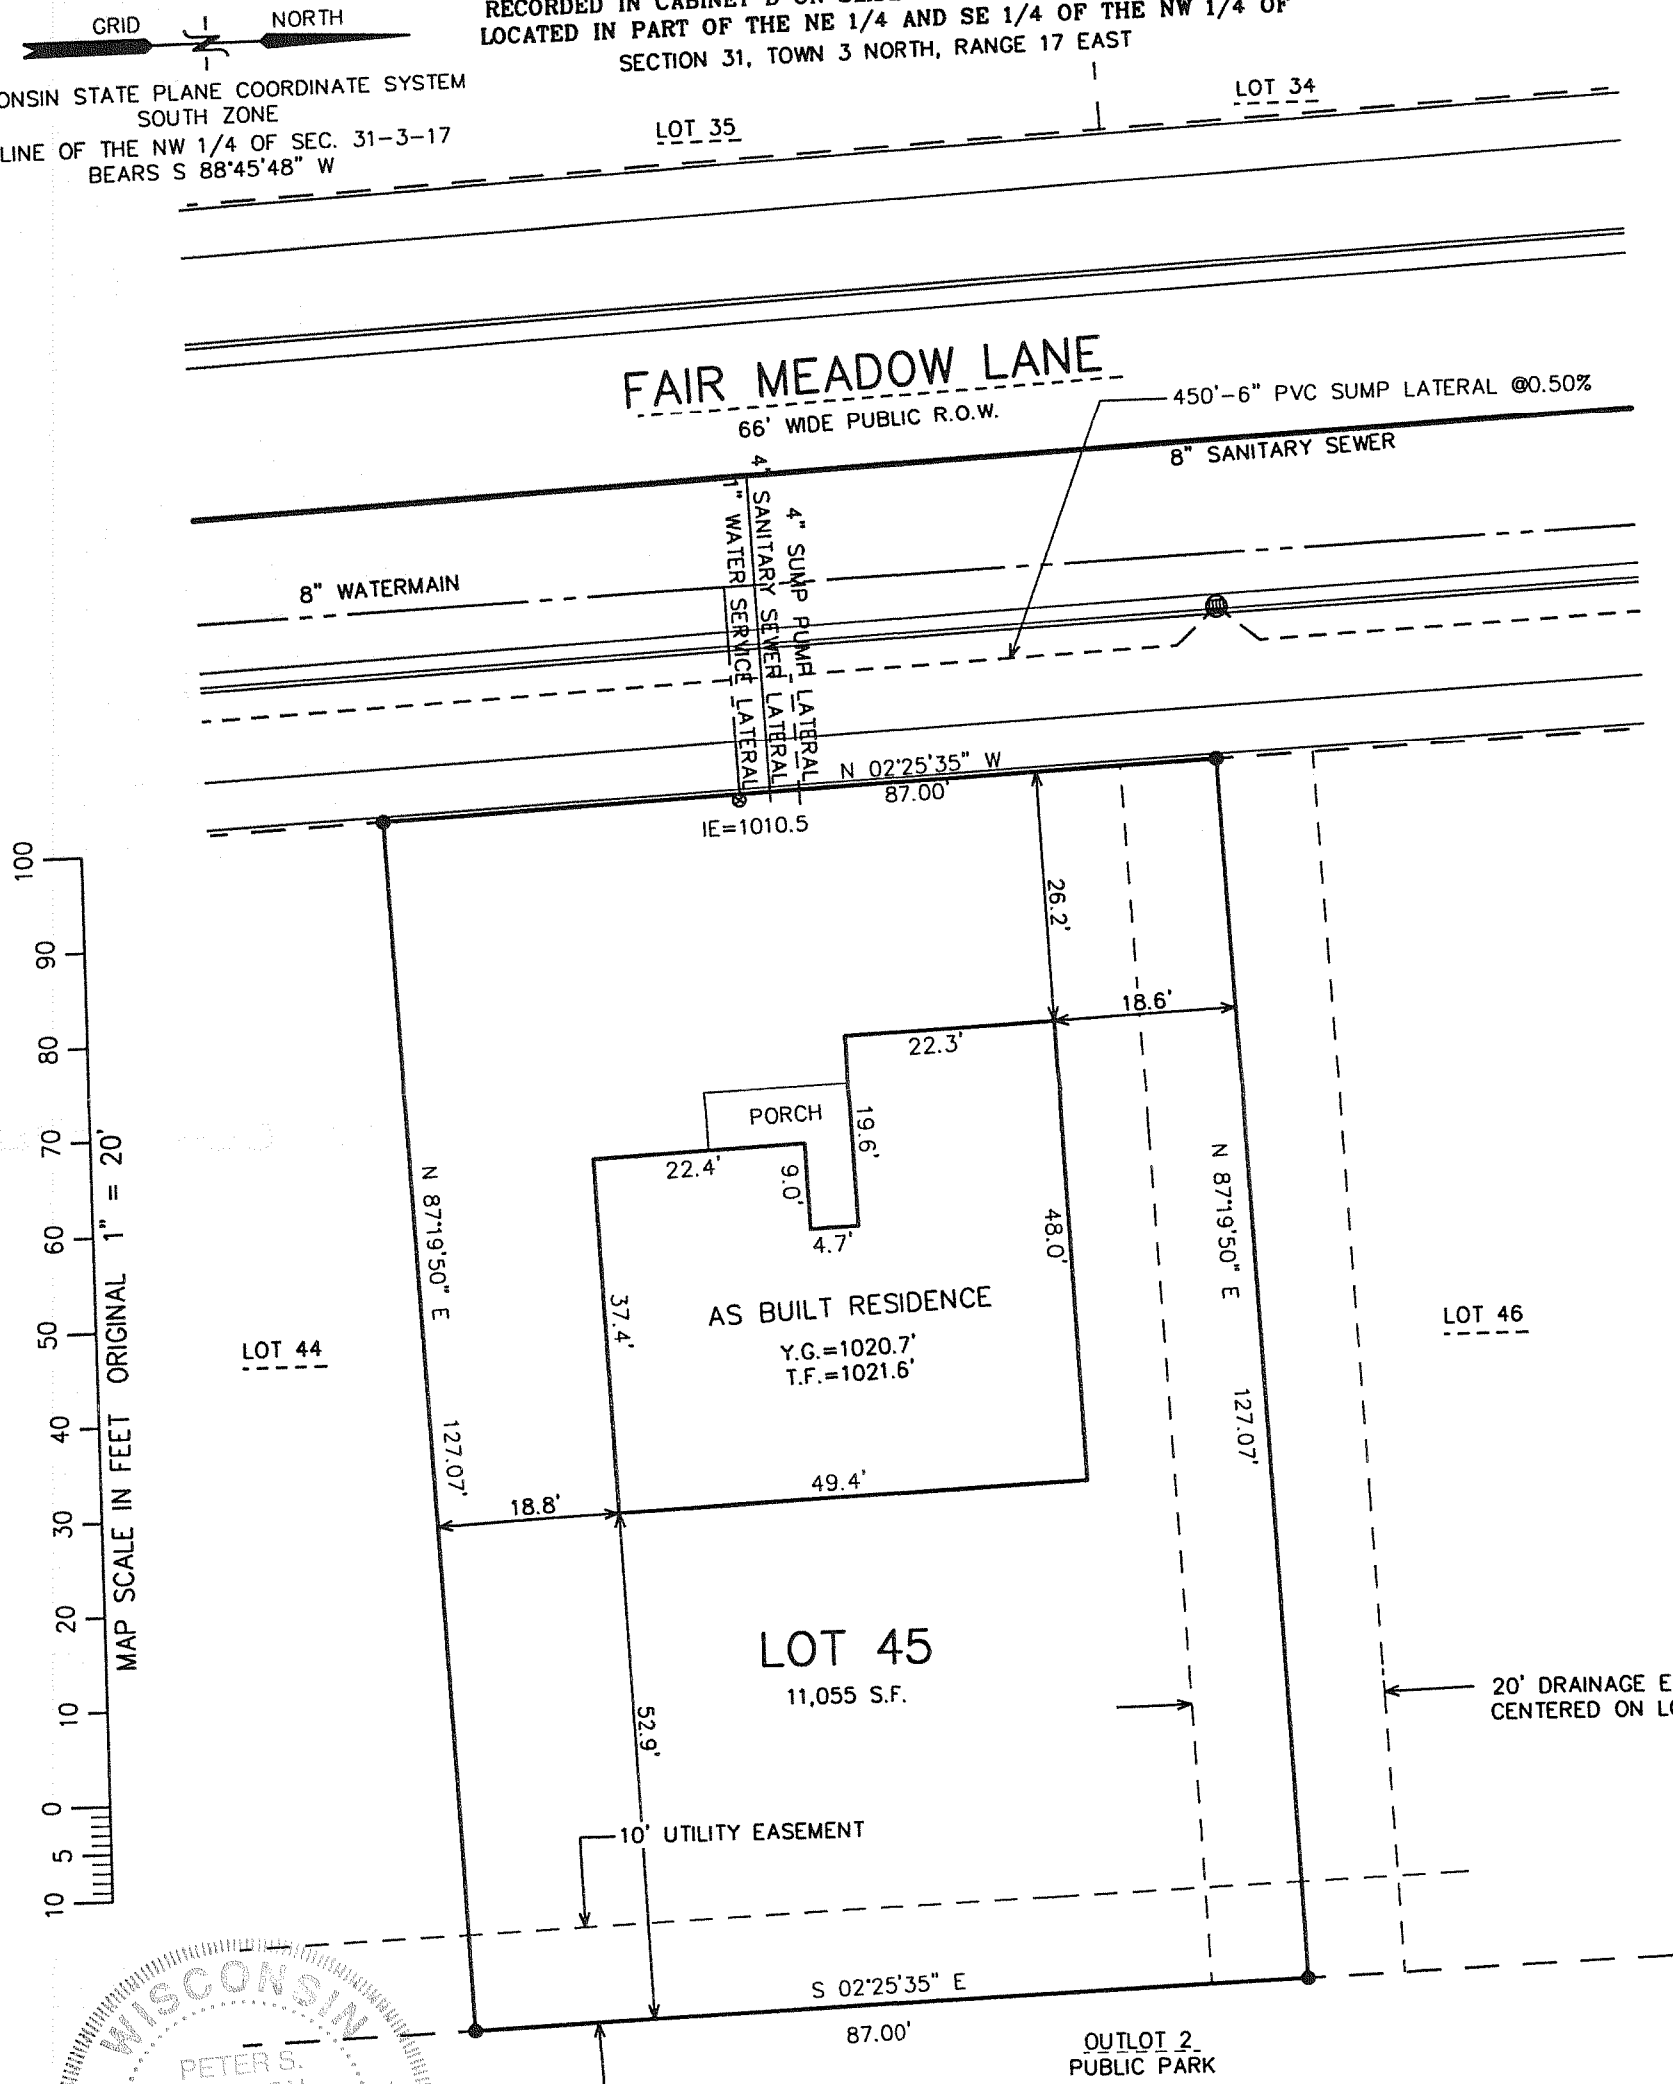 GRID NORTH
RECORDED IN CABINET
LOCATED IN PART OF THE NE 1/4 AND SE 1/4 OF THE NW 1/4 OF
SECTION 31, TOWN 3 NORTH, RANGE 17 EAST
ONSIN STATE PLANE COORDINATE SYSTEM
SOUTH ZONE
LINE OF THE NW 1/4 OF SEC. 31-3-17
BEARS S 88°45'48" W
LOT 35
LOT 34
FAIR MEADOW LANE
66' WIDE PUBLIC R.O.W.
450'-6" PVC SUMP LATERAL @0.50%
8" SANITARY SEWER
8" WATERMAIN
1" WATER SERVICE LATERAL
4" SANITARY SEWER LATERAL
4" SUMP PUMP LATERAL
N 02°25'35" W
87.00'
IE=1010.5
26.2'
18.6'
22.3'
PORCH
19.6'
22.4'
9.0'
4.7'
48.0'
37.4'
AS BUILT RESIDENCE
Y.G.=1020.7'
T.F.=1021.6'
49.4'
18.8'
N 87°19'50" E
127.07'
N 87°19'50" E
127.07'
LOT 44
LOT 46
LOT 45
11,055 S.F.
52.9'
20' DRAINAGE E
CENTERED ON L
10' UTILITY EASEMENT
S 02°25'35" E
87.00'
OUTLOT 2
PUBLIC PARK
100
90
80
70
60
50
40
30
20
10
0
5
10
MAP SCALE IN FEET ORIGINAL 1" = 20'
WISCONSIN
PETER S.